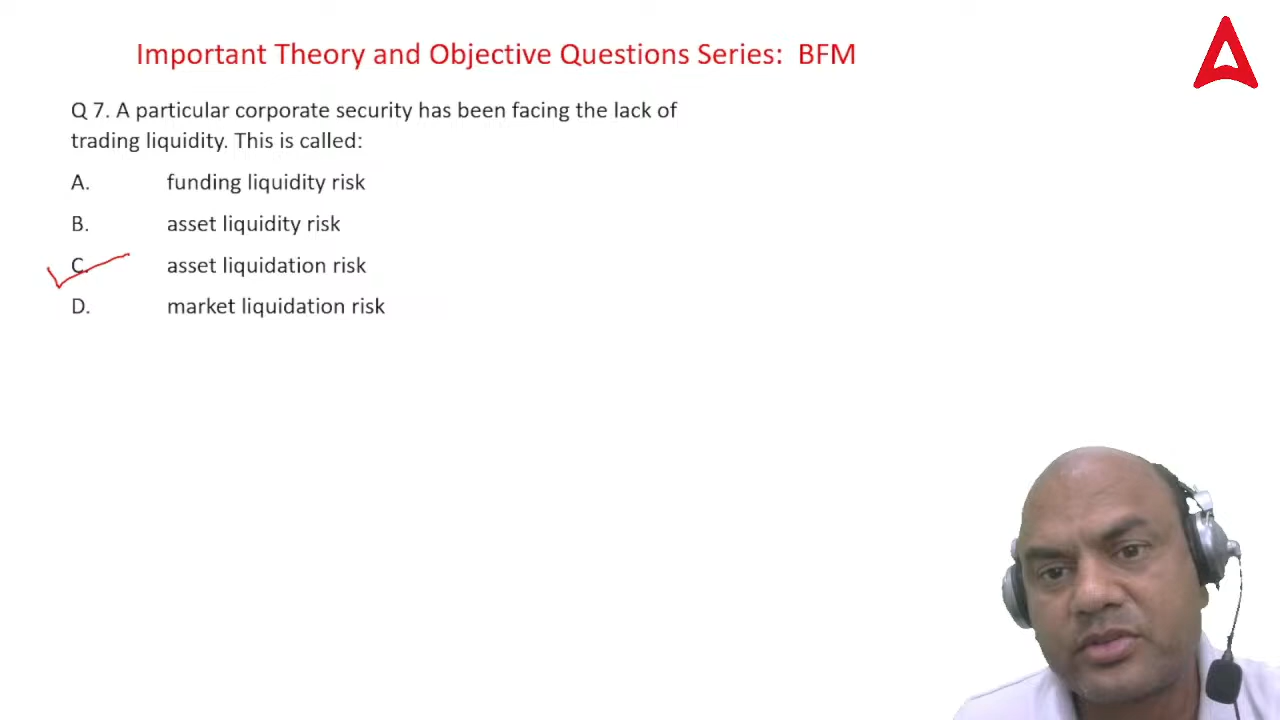 Important Theory and Objective Questions Series: BFM
Q 7. A particular corporate security has been facing the lack of
trading liquidity. This is called:
A. funding liquidity risk
B. asset liquidity risk
C. asset liquidation risk
D. market liquidation risk